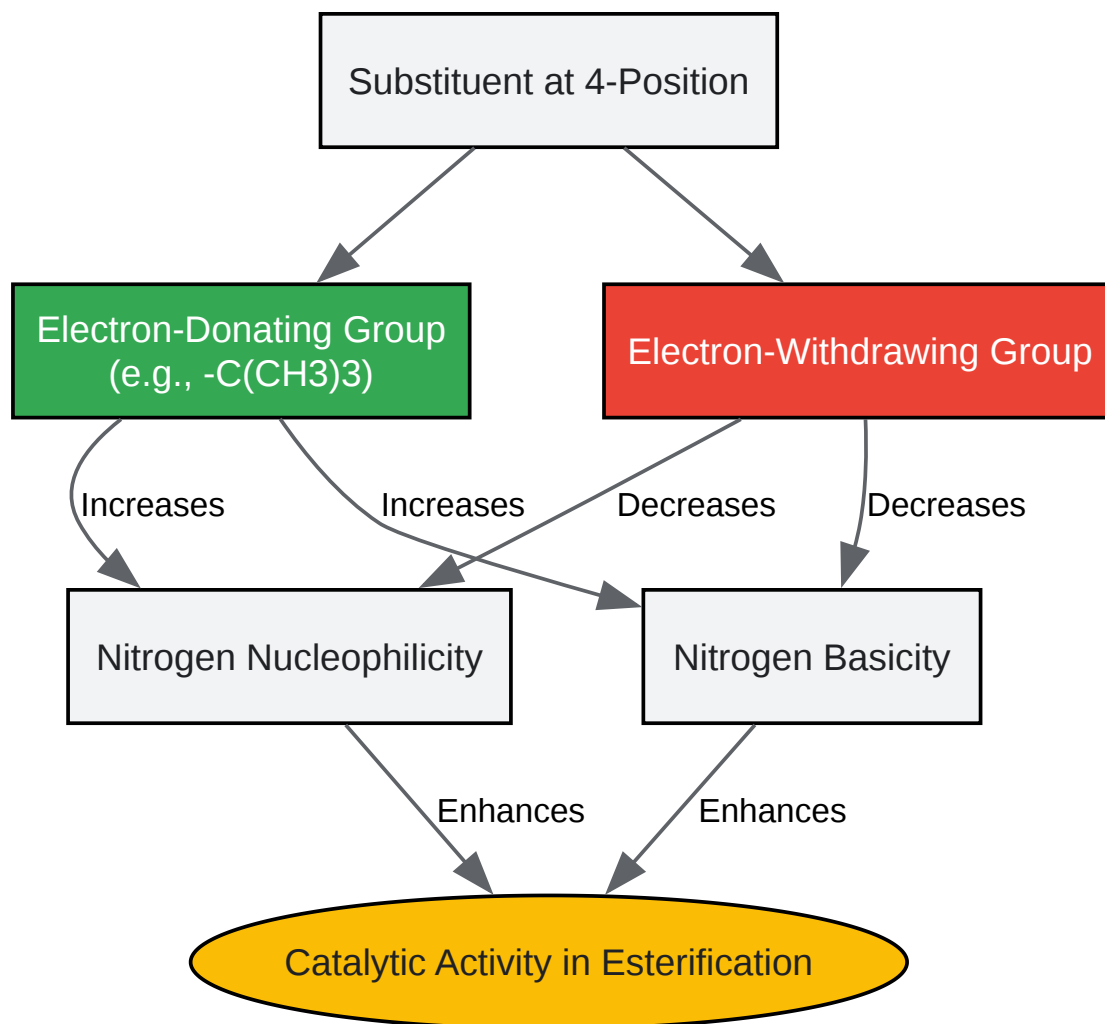 Substituent at 4-Position
Electron-Donating Group
(e.g., -C(CH3)3)
Electron-Withdrawing Group
Increases
Increases
Decreases
Decreases
Nitrogen Nucleophilicity
Nitrogen Basicity
Enhances
Enhances
Catalytic Activity in Esterification